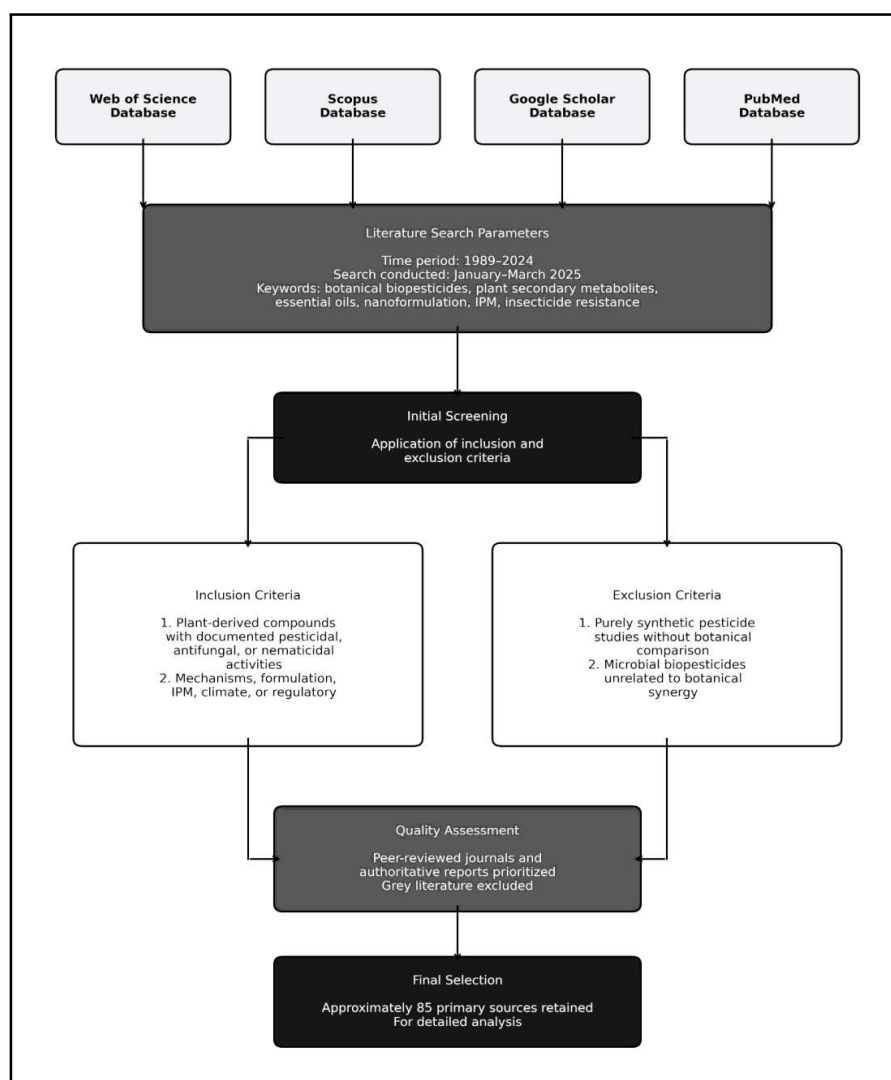 Web of Science
Database
Scopus
Database
Google Scholar
Database
PubMed
Database
Literature Search Parameters
Time period: 1989–2024
Search conducted: January–March 2025
Keywords: botanical biopesticides, plant secondary metabolites,
essential oils, nanoformulation, IPM, insecticide resistance
Initial Screening
Application of inclusion and
exclusion criteria
Inclusion Criteria
1. Plant-derived compounds
with documented pesticidal,
antifungal, or nematicidal
activities
2. Mechanisms, formulation,
IPM, climate, or regulatory
Exclusion Criteria
1. Purely synthetic pesticide
studies without botanical
comparison
2. Microbial biopesticides
unrelated to botanical
synergy
Quality Assessment
Peer-reviewed journals and
authoritative reports prioritized
Grey literature excluded
Final Selection
Approximately 85 primary sources retained
For detailed analysis